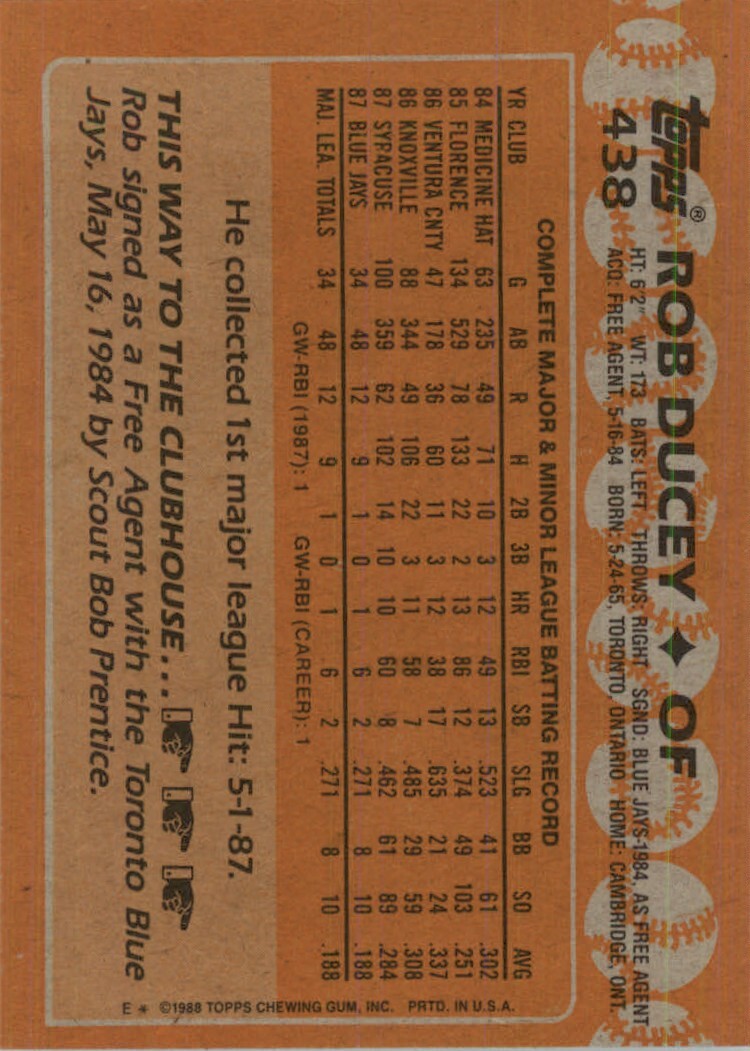 topps® ROB DUCEY ♦ OF
438
HT: 6'2" WT: 173 BATS: LEFT THROWS: RIGHT SGND: BLUE JAYS-1984, AS FREE AGENT
ACQ: FREE AGENT, 5-16-84 BORN: 5-24-65, TORONTO, ONTARIO HOME: CAMBRIDGE, ONT.
COMPLETE MAJOR & MINOR LEAGUE BATTING RECORD
YR CLUB G AB R H 2B 3B HR RBI SB SLG BB SO AVG
84 MEDICINE HAT 63 235 49 71 10 3 12 49 13 .523 41 61 .302
85 FLORENCE 134 529 78 133 22 2 13 86 12 .374 49 103 .251
86 VENTURA CNTY 47 178 36 60 11 3 12 38 17 .635 21 24 .337
86 KNOXVILLE 88 344 49 106 22 3 11 58 7 .485 29 59 .308
87 SYRACUSE 100 359 62 102 14 10 10 60 8 .462 61 89 .284
87 BLUE JAYS 34 48 12 9 1 0 1 6 2 .271 8 10 .188
MAJ. LEA. TOTALS 34 48 12 9 1 0 1 6 2 .271 8 10 .188
GW-RBI (1987): 1 GW-RBI (CAREER): 1
He collected 1st major league Hit: 5-1-87.
THIS WAY TO THE CLUBHOUSE...
Rob signed as a Free Agent with the Toronto Blue
Jays, May 16, 1984 by Scout Bob Prentice.
E * ©1988 TOPPS CHEWING GUM, INC. PRTD. IN U.S.A.